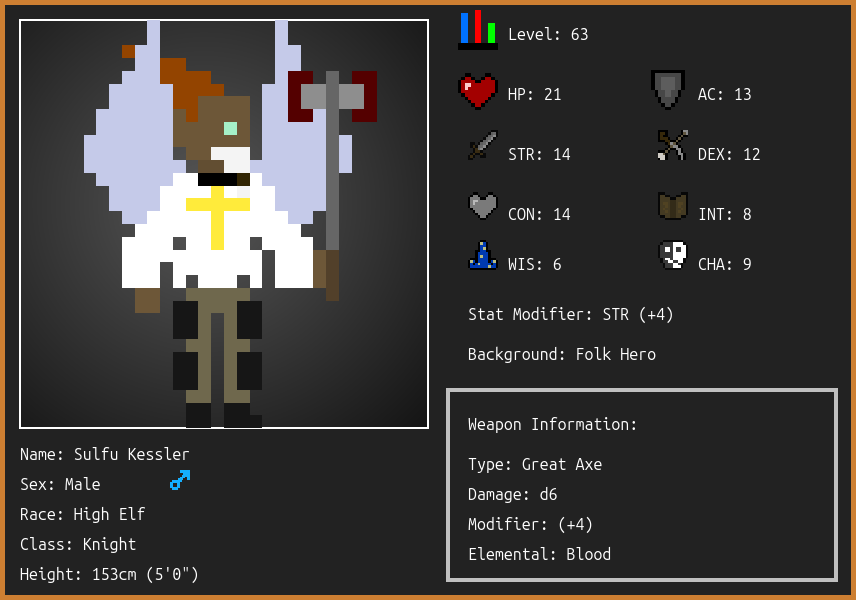 Level: 63
HP: 21
AC: 13
STR: 14
DEX: 12
CON: 14
INT: 8
WIS: 6
CHA: 9
Stat Modifier: STR (+4)
Background: Folk Hero
Weapon Information:
Type: Great Axe
Damage: d6
Modifier: (+4)
Elemental: Blood
Name: Sulfu Kessler
Sex: Male
Race: High Elf
Class: Knight
Height: 153cm (5'0")